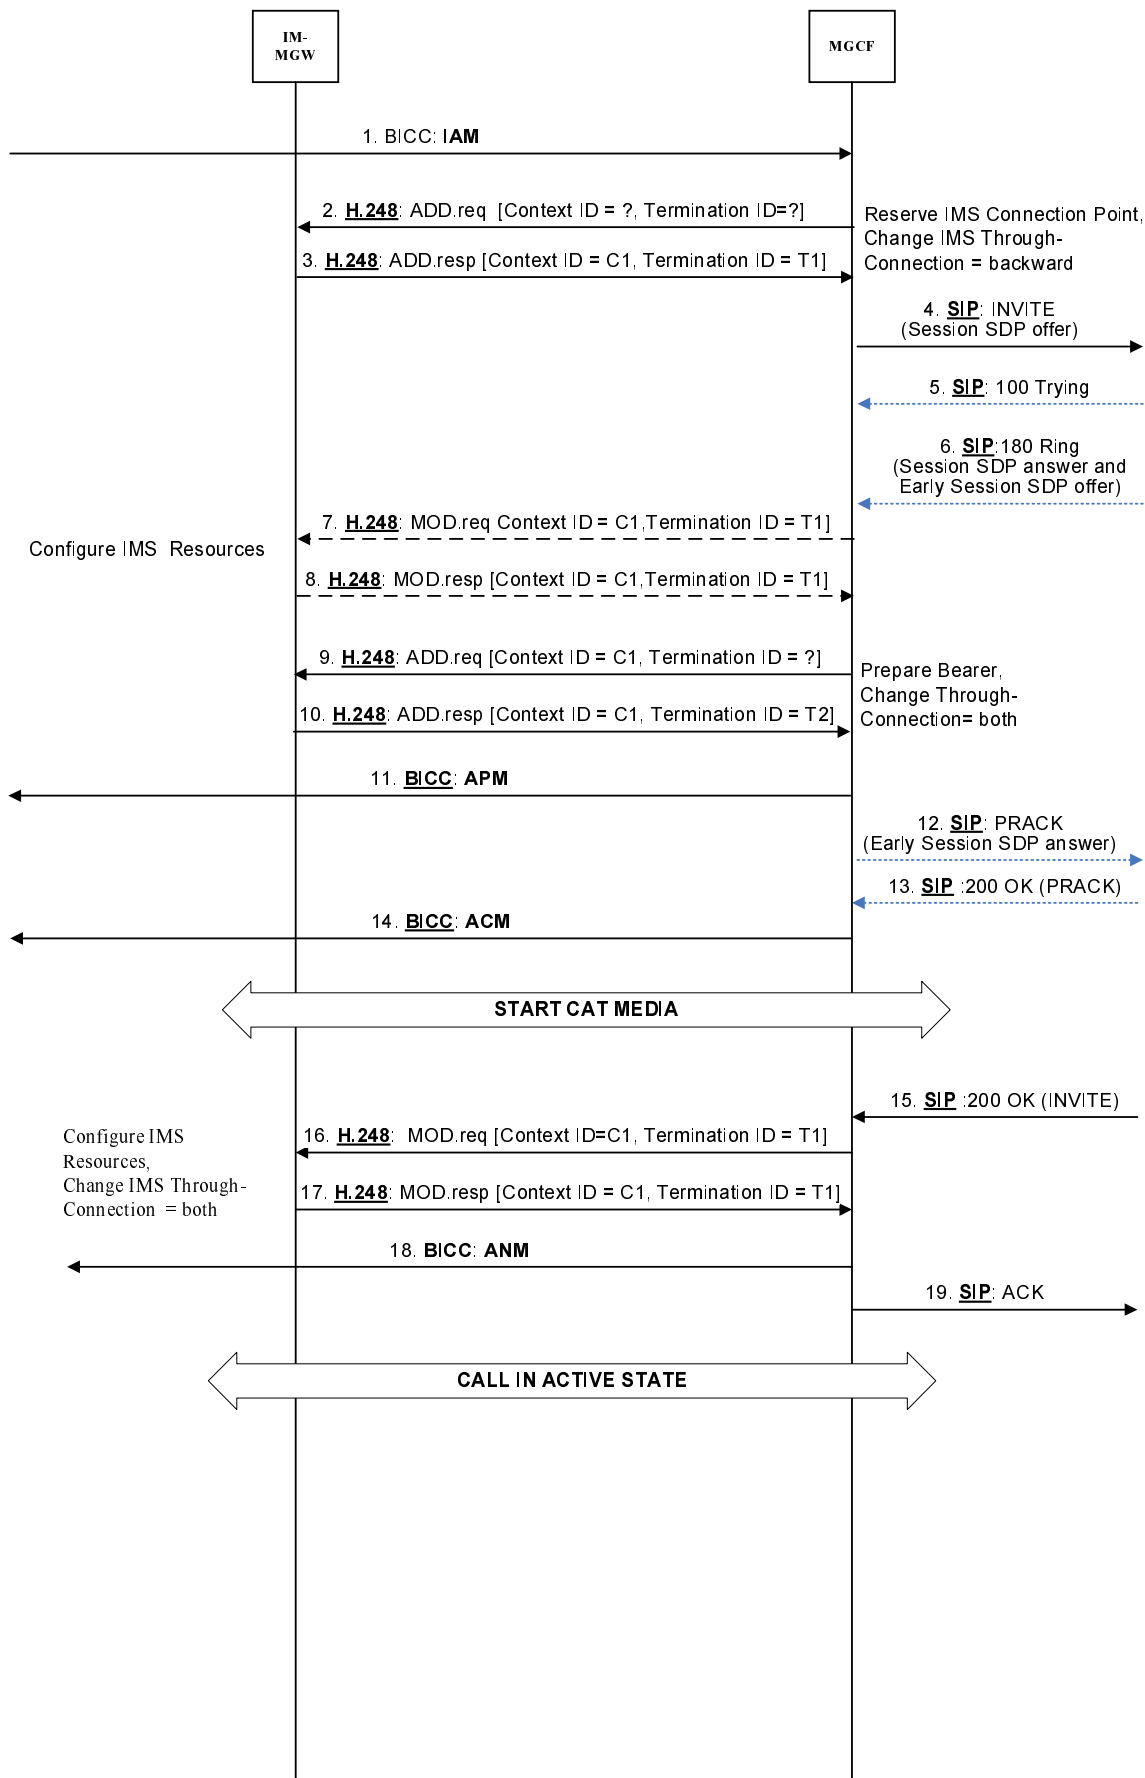 IM-
MGW
MGCF
1. BICC: IAM
2. H.248: ADD.req [Context ID = ?, Termination ID=?]
Reserve IMS Connection Point,
Change IMS Through-
Connection = backward
3. H.248: ADD.resp [Context ID = C1, Termination ID = T1]
4. SIP: INVITE
(Session SDP offer)
5. SIP: 100 Trying
6. SIP:180 Ring
(Session SDP answer and
Early Session SDP offer)
7. H.248: MOD.req Context ID = C1,Termination ID = T1]
Configure IMS Resources
8. H.248: MOD.resp [Context ID = C1,Termination ID = T1]
9. H.248: ADD.req [Context ID = C1, Termination ID = ?]
Prepare Bearer,
Change Through-
Connection= both
10. H.248: ADD.resp [Context ID = C1, Termination ID = T2]
11. BICC: APM
12. SIP: PRACK
(Early Session SDP answer)
13. SIP :200 OK (PRACK)
14. BICC: ACM
START CAT MEDIA
15. SIP :200 OK (INVITE)
16. H.248: MOD.req [Context ID=C1, Termination ID = T1]
Configure IMS
Resources,
Change IMS Through-
Connection = both
17. H.248: MOD.resp [Context ID = C1, Termination ID = T1]
18. BICC: ANM
19. SIP: ACK
CALL IN ACTIVE STATE